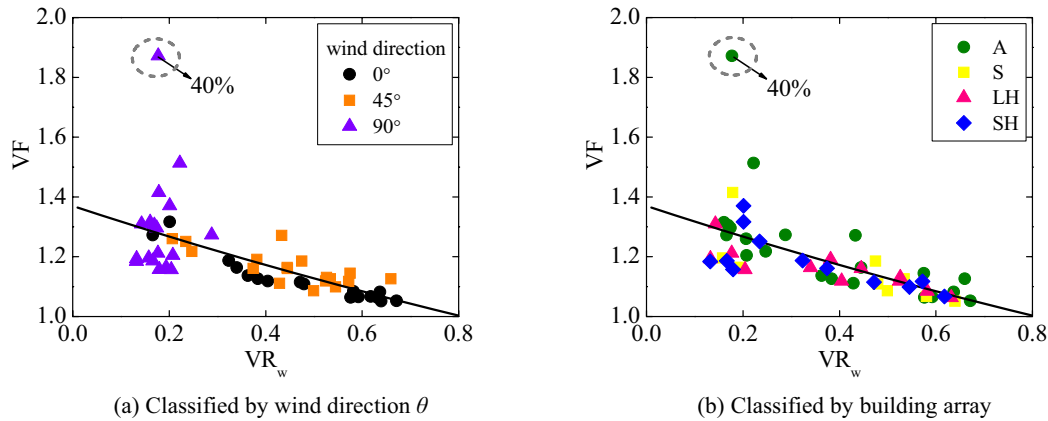 2.0
1.8
1.6
1.4
1.2
1.0
VF
0.0
0.2
0.4
0.6
0.8
VR_w
wind direction
0°
45°
90°
40%
(a) Classified by wind direction θ
2.0
1.8
1.6
1.4
1.2
1.0
VF
0.0
0.2
0.4
0.6
0.8
VR_w
A
S
LH
SH
40%
(b) Classified by building array